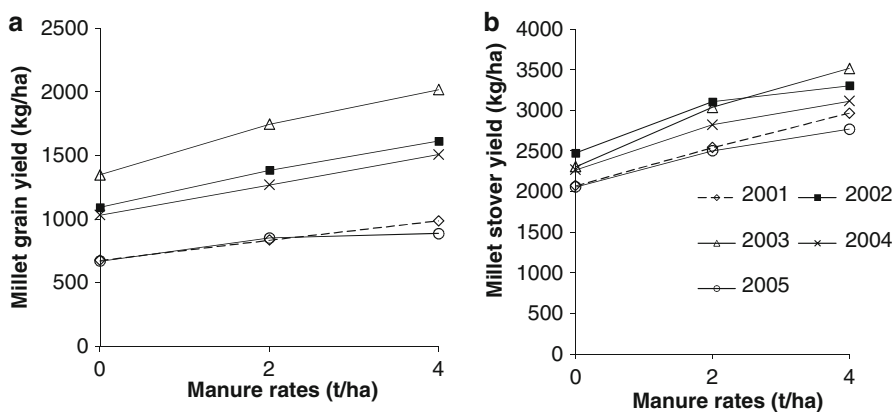 a
Millet grain yield (kg/ha)
2500
2000
1500
1000
500
0
0 2 4
Manure rates (t/ha)
b
Millet stover yield (kg/ha)
4000
3500
3000
2500
2000
1500
1000
500
0
2001 2002
2003 2004
2005
0 2 4
Manure rates (t/ha)